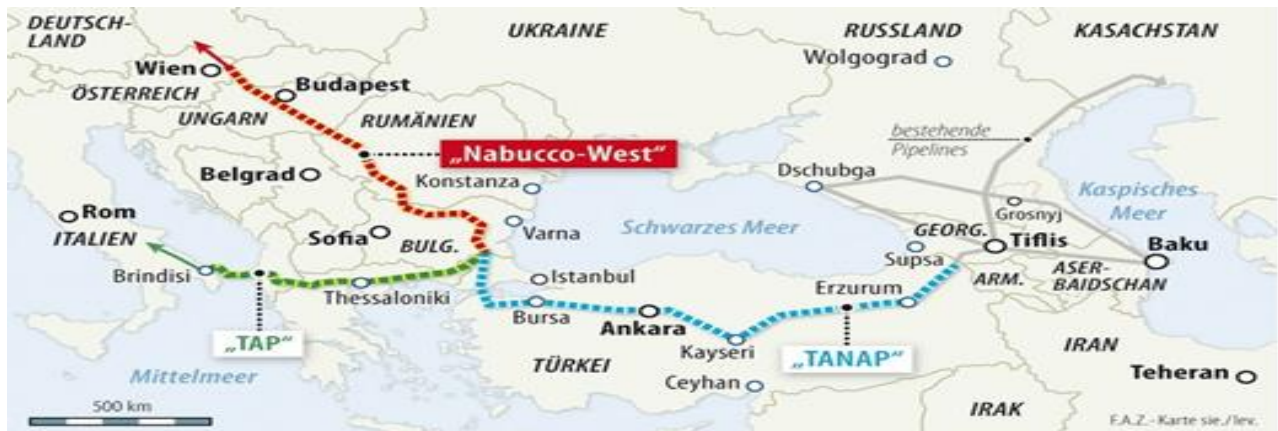 DEUTSCH-
LAND
UKRAINE
RUSSLAND
KASACHSTAN
Wolgograd
Wien
Budapest
ÖSTERREICH
UNGARN
RUMÄNIEN
bestehende
Pipelines
„Nabucco-West“
Belgrad
Konstanza
Dschubga
Grosnyj
Kaspisches
Meer
Rom
ITALIEN
Sofia
BULG.
Varna
Schwarzes Meer
GEORG.
Tiflis
Baku
Supsa
ARM.
ASER-
BAIDSCHAN
Brindisi
Thessaloniki
Istanbul
Bursa
Ankara
Erzurum
„TAP“
Kayseri
„TANAP“
IRAN
TÜRKEI
Mittelmeer
Ceyhan
Teheran
500 km
IRAK
F.A.Z.-Karte sie./lev.